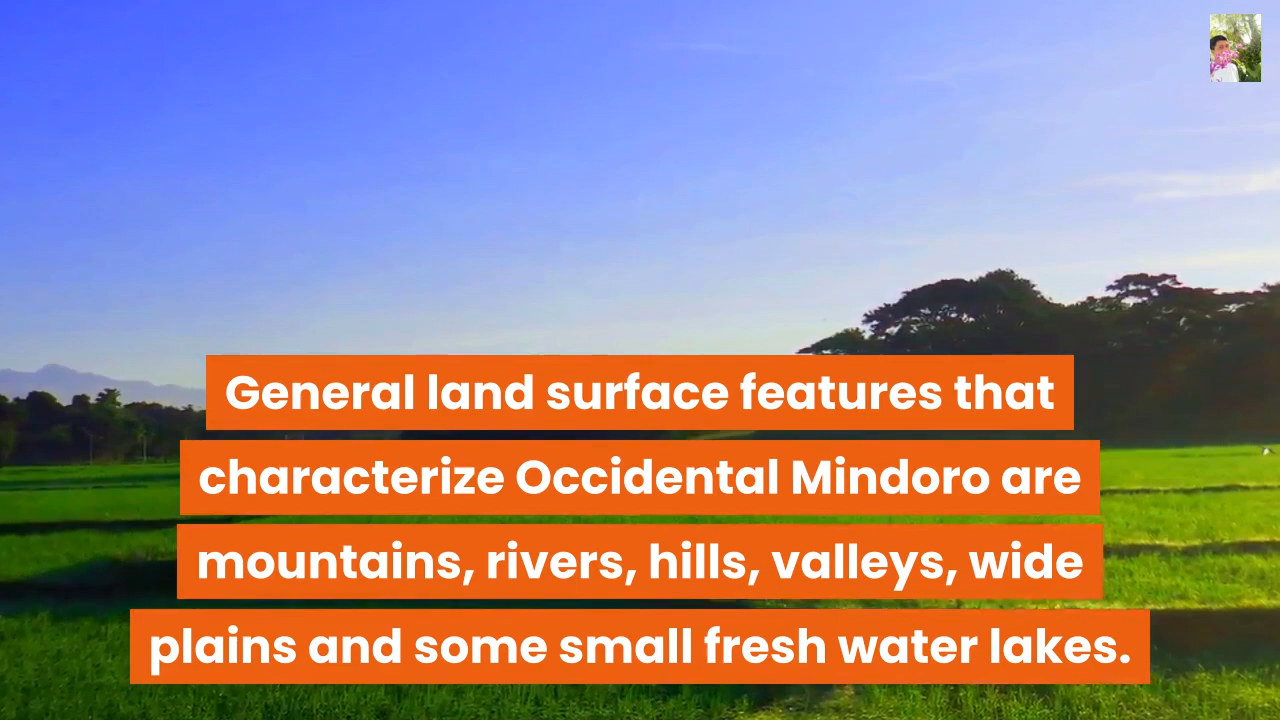 General land surface features that
characterize Occidental Mindoro are
mountains, rivers, hills, valleys, wide
plains and some small fresh water lakes.